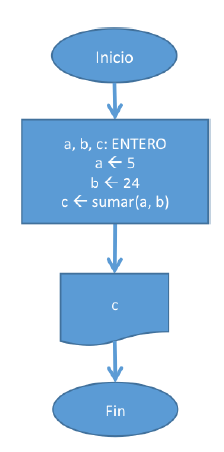 Inicio
a, b, c: ENTERO
a ← 5
b ← 24
c ← sumar(a, b)
c
Fin